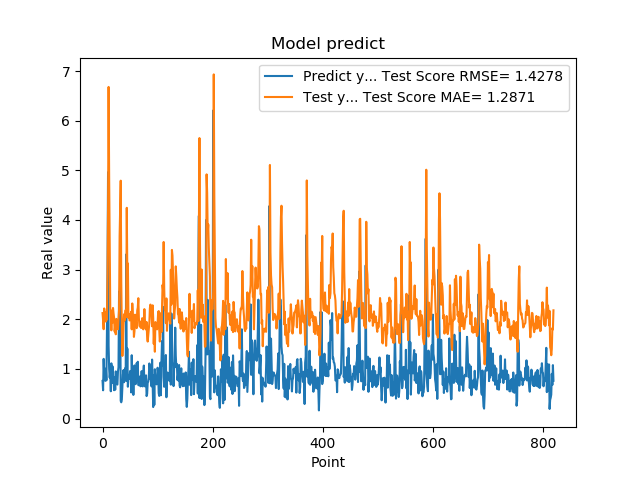 Model predict
Predict y... Test Score RMSE= 1.4278
Test y... Test Score MAE= 1.2871
Real value
7
6
5
4
3
2
1
0
0 200 400 600 800
Point